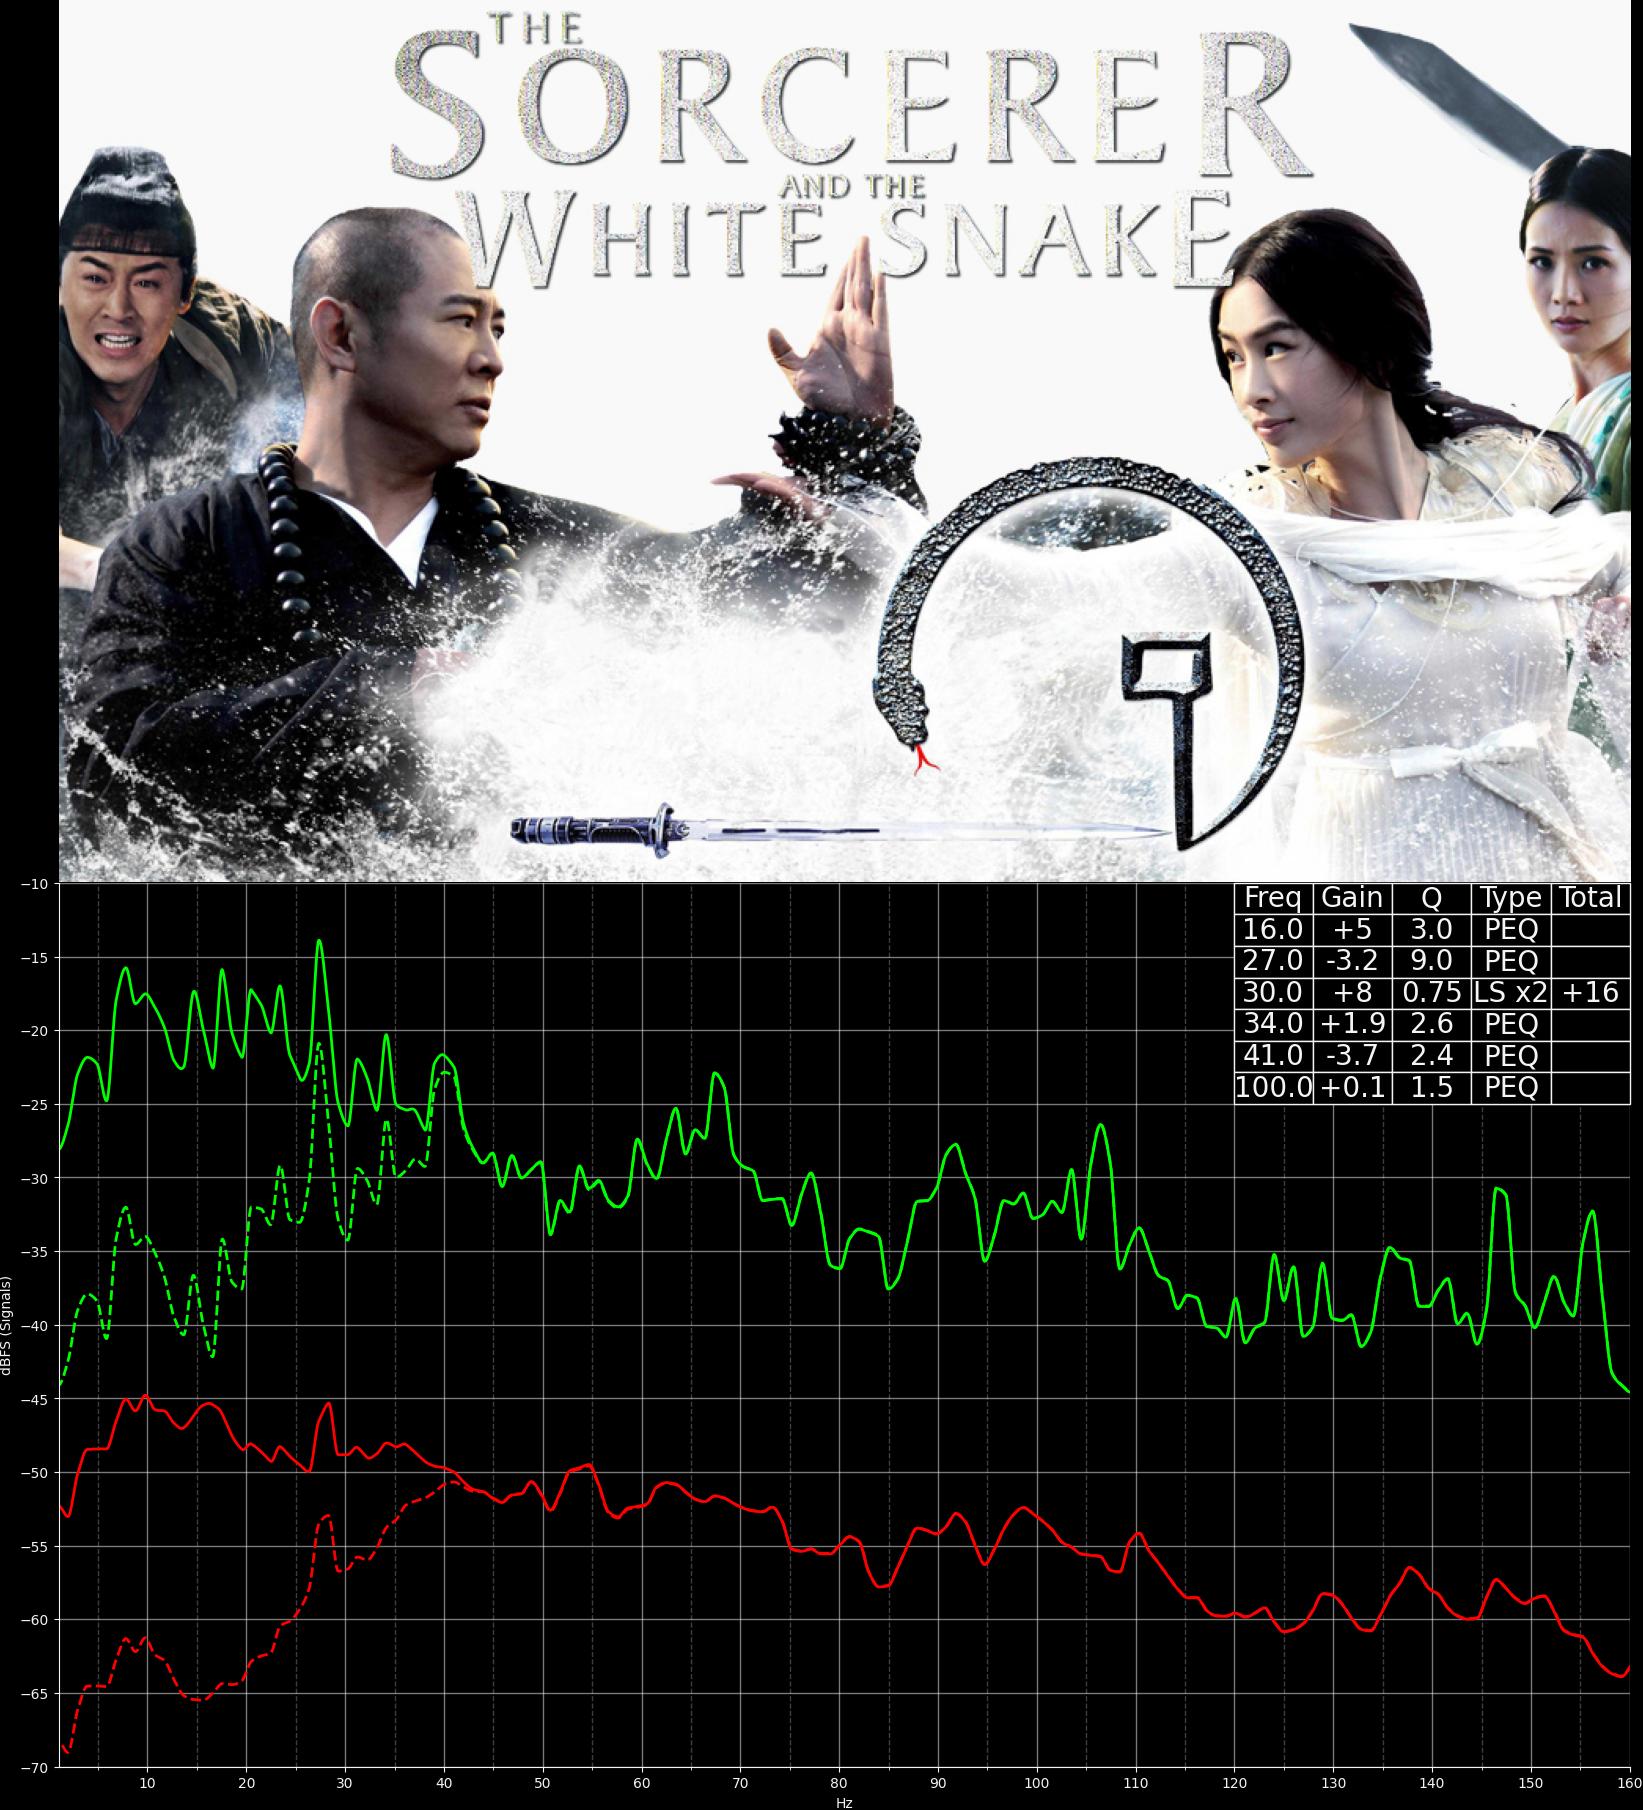 THE
SORCERER
AND THE
WHITE SNAKE
Freq Gain Q Type Total
16.0 +5 3.0 PEQ
27.0 -3.2 9.0 PEQ
30.0 +8 0.75 LS x2 +16
34.0 +1.9 2.6 PEQ
41.0 -3.7 2.4 PEQ
100.0 +0.1 1.5 PEQ
−10
−15
−20
−25
−30
−35
−40
−45
−50
−55
−60
−65
−70
dBFS (Signals)
10 20 30 40 50 60 70 80 90 100 110 120 130 140 150 160
Hz